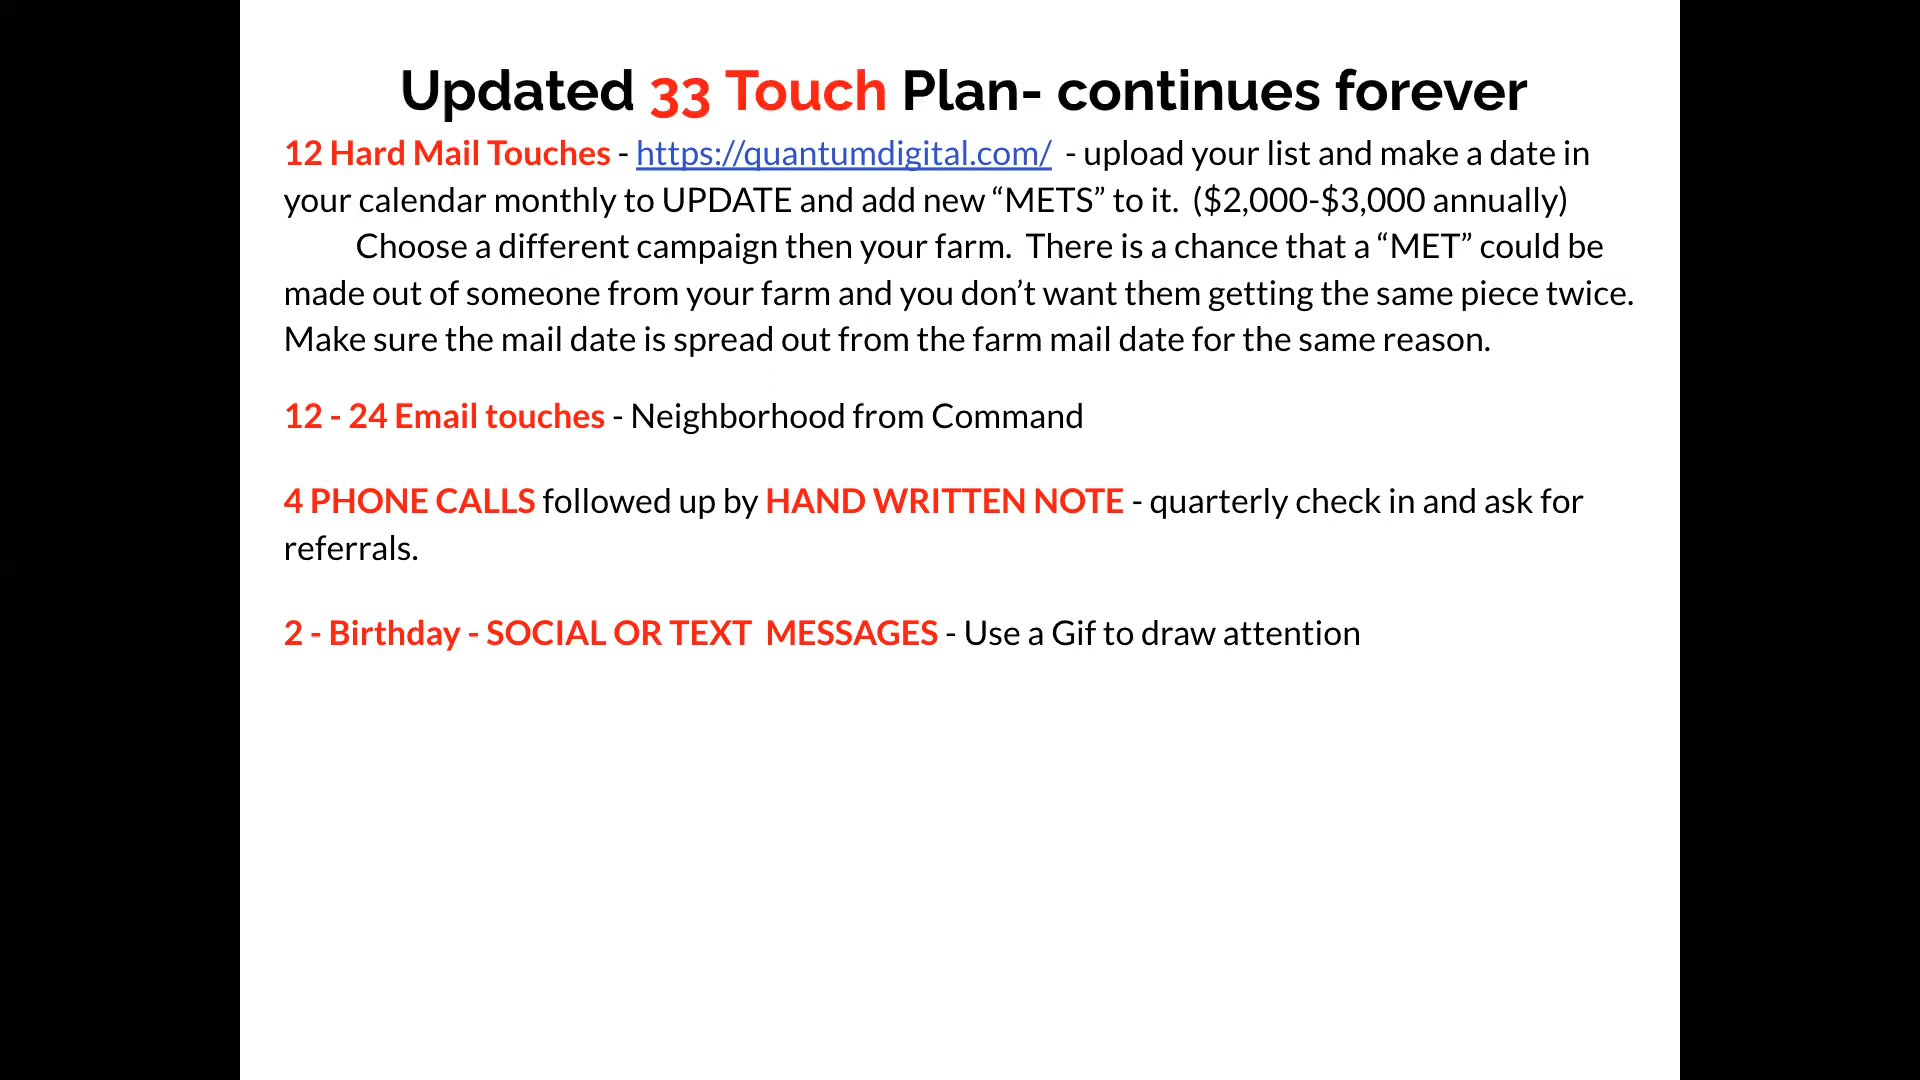 Updated 33 Touch Plan- continues forever
12 Hard Mail Touches - https://quantumdigital.com/ - upload your list and make a date in
your calendar monthly to UPDATE and add new “METS” to it. ($2,000-$3,000 annually)
Choose a different campaign then your farm. There is a chance that a “MET” could be
made out of someone from your farm and you don’t want them getting the same piece twice.
Make sure the mail date is spread out from the farm mail date for the same reason.
12 - 24 Email touches - Neighborhood from Command
4 PHONE CALLS followed up by HAND WRITTEN NOTE - quarterly check in and ask for
referrals.
2 - Birthday - SOCIAL OR TEXT MESSAGES - Use a Gif to draw attention